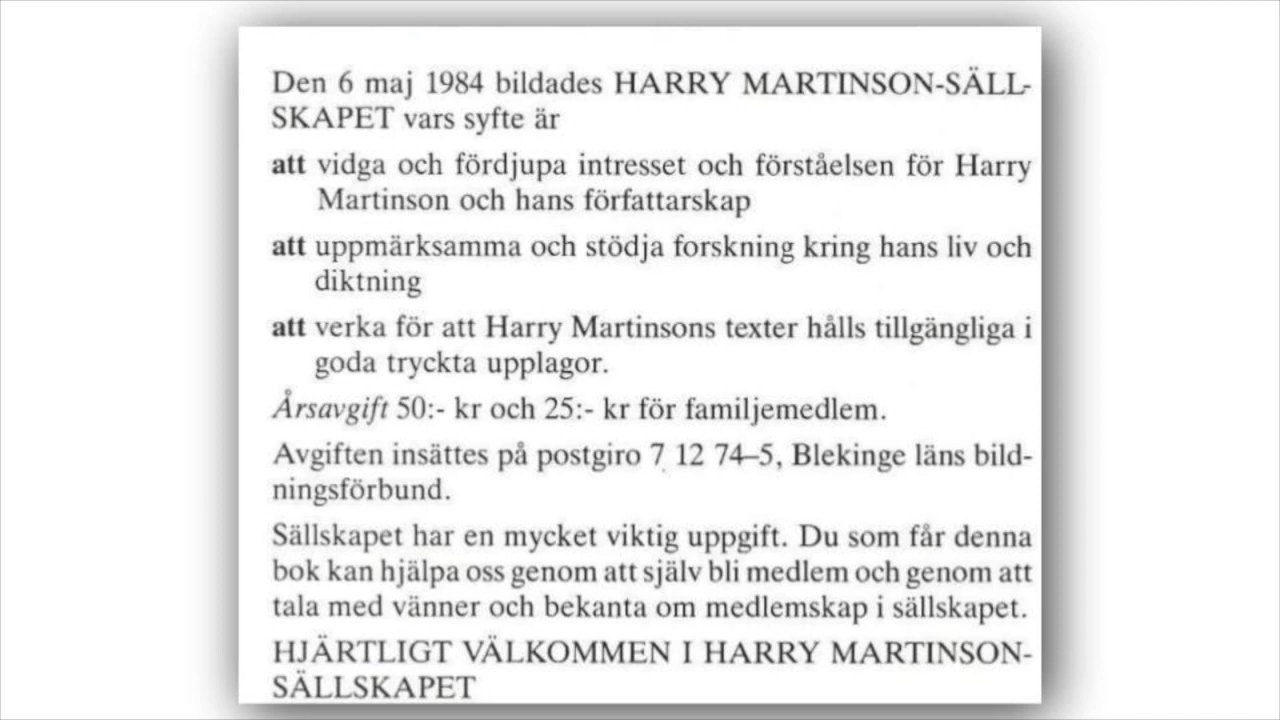 Den 6 maj 1984 bildades HARRY MARTINSON-SÄLL-
SKAPET vars syfte är
att vidga och fördjupa intresset och förståelsen för Harry
Martinson och hans författarskap
att uppmärksamma och stödja forskning kring hans liv och
diktning
att verka för att Harry Martinsons texter hålls tillgängliga i
goda tryckta upplagor.
Årsavgift 50:- kr och 25:- kr för familjemedlem.
Avgiften insättes på postgiro 7 12 74–5, Blekinge läns bild-
ningsförbund.
Sällskapet har en mycket viktig uppgift. Du som får denna
bok kan hjälpa oss genom att själv bli medlem och genom att
tala med vänner och bekanta om medlemskap i sällskapet.
HJÄRTLIGT VÄLKOMMEN I HARRY MARTINSON-
SÄLLSKAPET